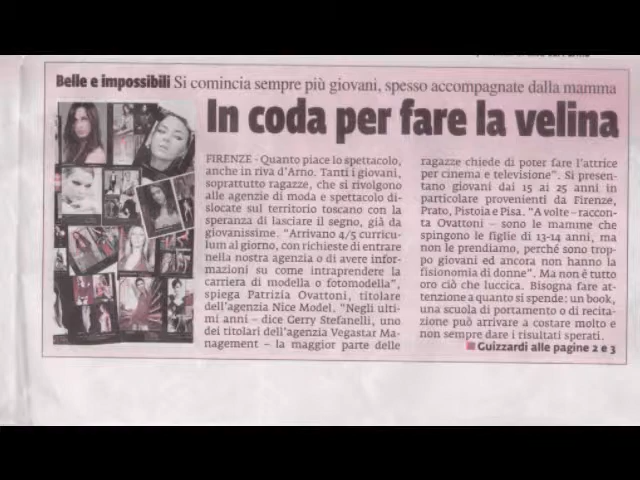 Belle e impossibili Si comincia sempre più giovani, spesso accompagnate dalla mamma
In coda per fare la velina
FIRENZE - Quanto piace lo spettacolo,
anche in riva d'Arno. Tanti i giovani,
soprattutto ragazze, che si rivolgono
alle agenzie di moda e spettacolo di-
slocate sul territorio toscano con la
speranza di lasciare il segno, già da
giovanissime. "Arrivano 4/5 curricu-
lum al giorno, con richieste di entrare
nella nostra agenzia o di avere infor-
mazioni su come intraprendere la
carriera di modella o fotomodella",
spiega Patrizia Ovattoni, titolare
dell'agenzia Nice Model. "Negli ulti-
mi anni – dice Gerry Stefanelli, uno
dei titolari dell'agenzia Vegastar Ma-
nagement – la maggior parte delle
ragazze chiede di poter fare l'attrice
per cinema e televisione". Si presen-
tano giovani dai 15 ai 25 anni in
particolare provenienti da Firenze,
Prato, Pistoia e Pisa. "A volte – raccon-
ta Ovattoni – sono le mamme che
spingono le figlie di 13-14 anni, ma
non le prendiamo, perché sono trop-
po giovani ed ancora non hanno la
fisionomia di donne". Ma non è tutto
oro ciò che luccica. Bisogna fare at-
tenzione a quanto si spende: un book,
una scuola di portamento o di recita-
zione può arrivare a costare molto e
non sempre dare i risultati sperati.
Guizzardi alle pagine 2 e 3